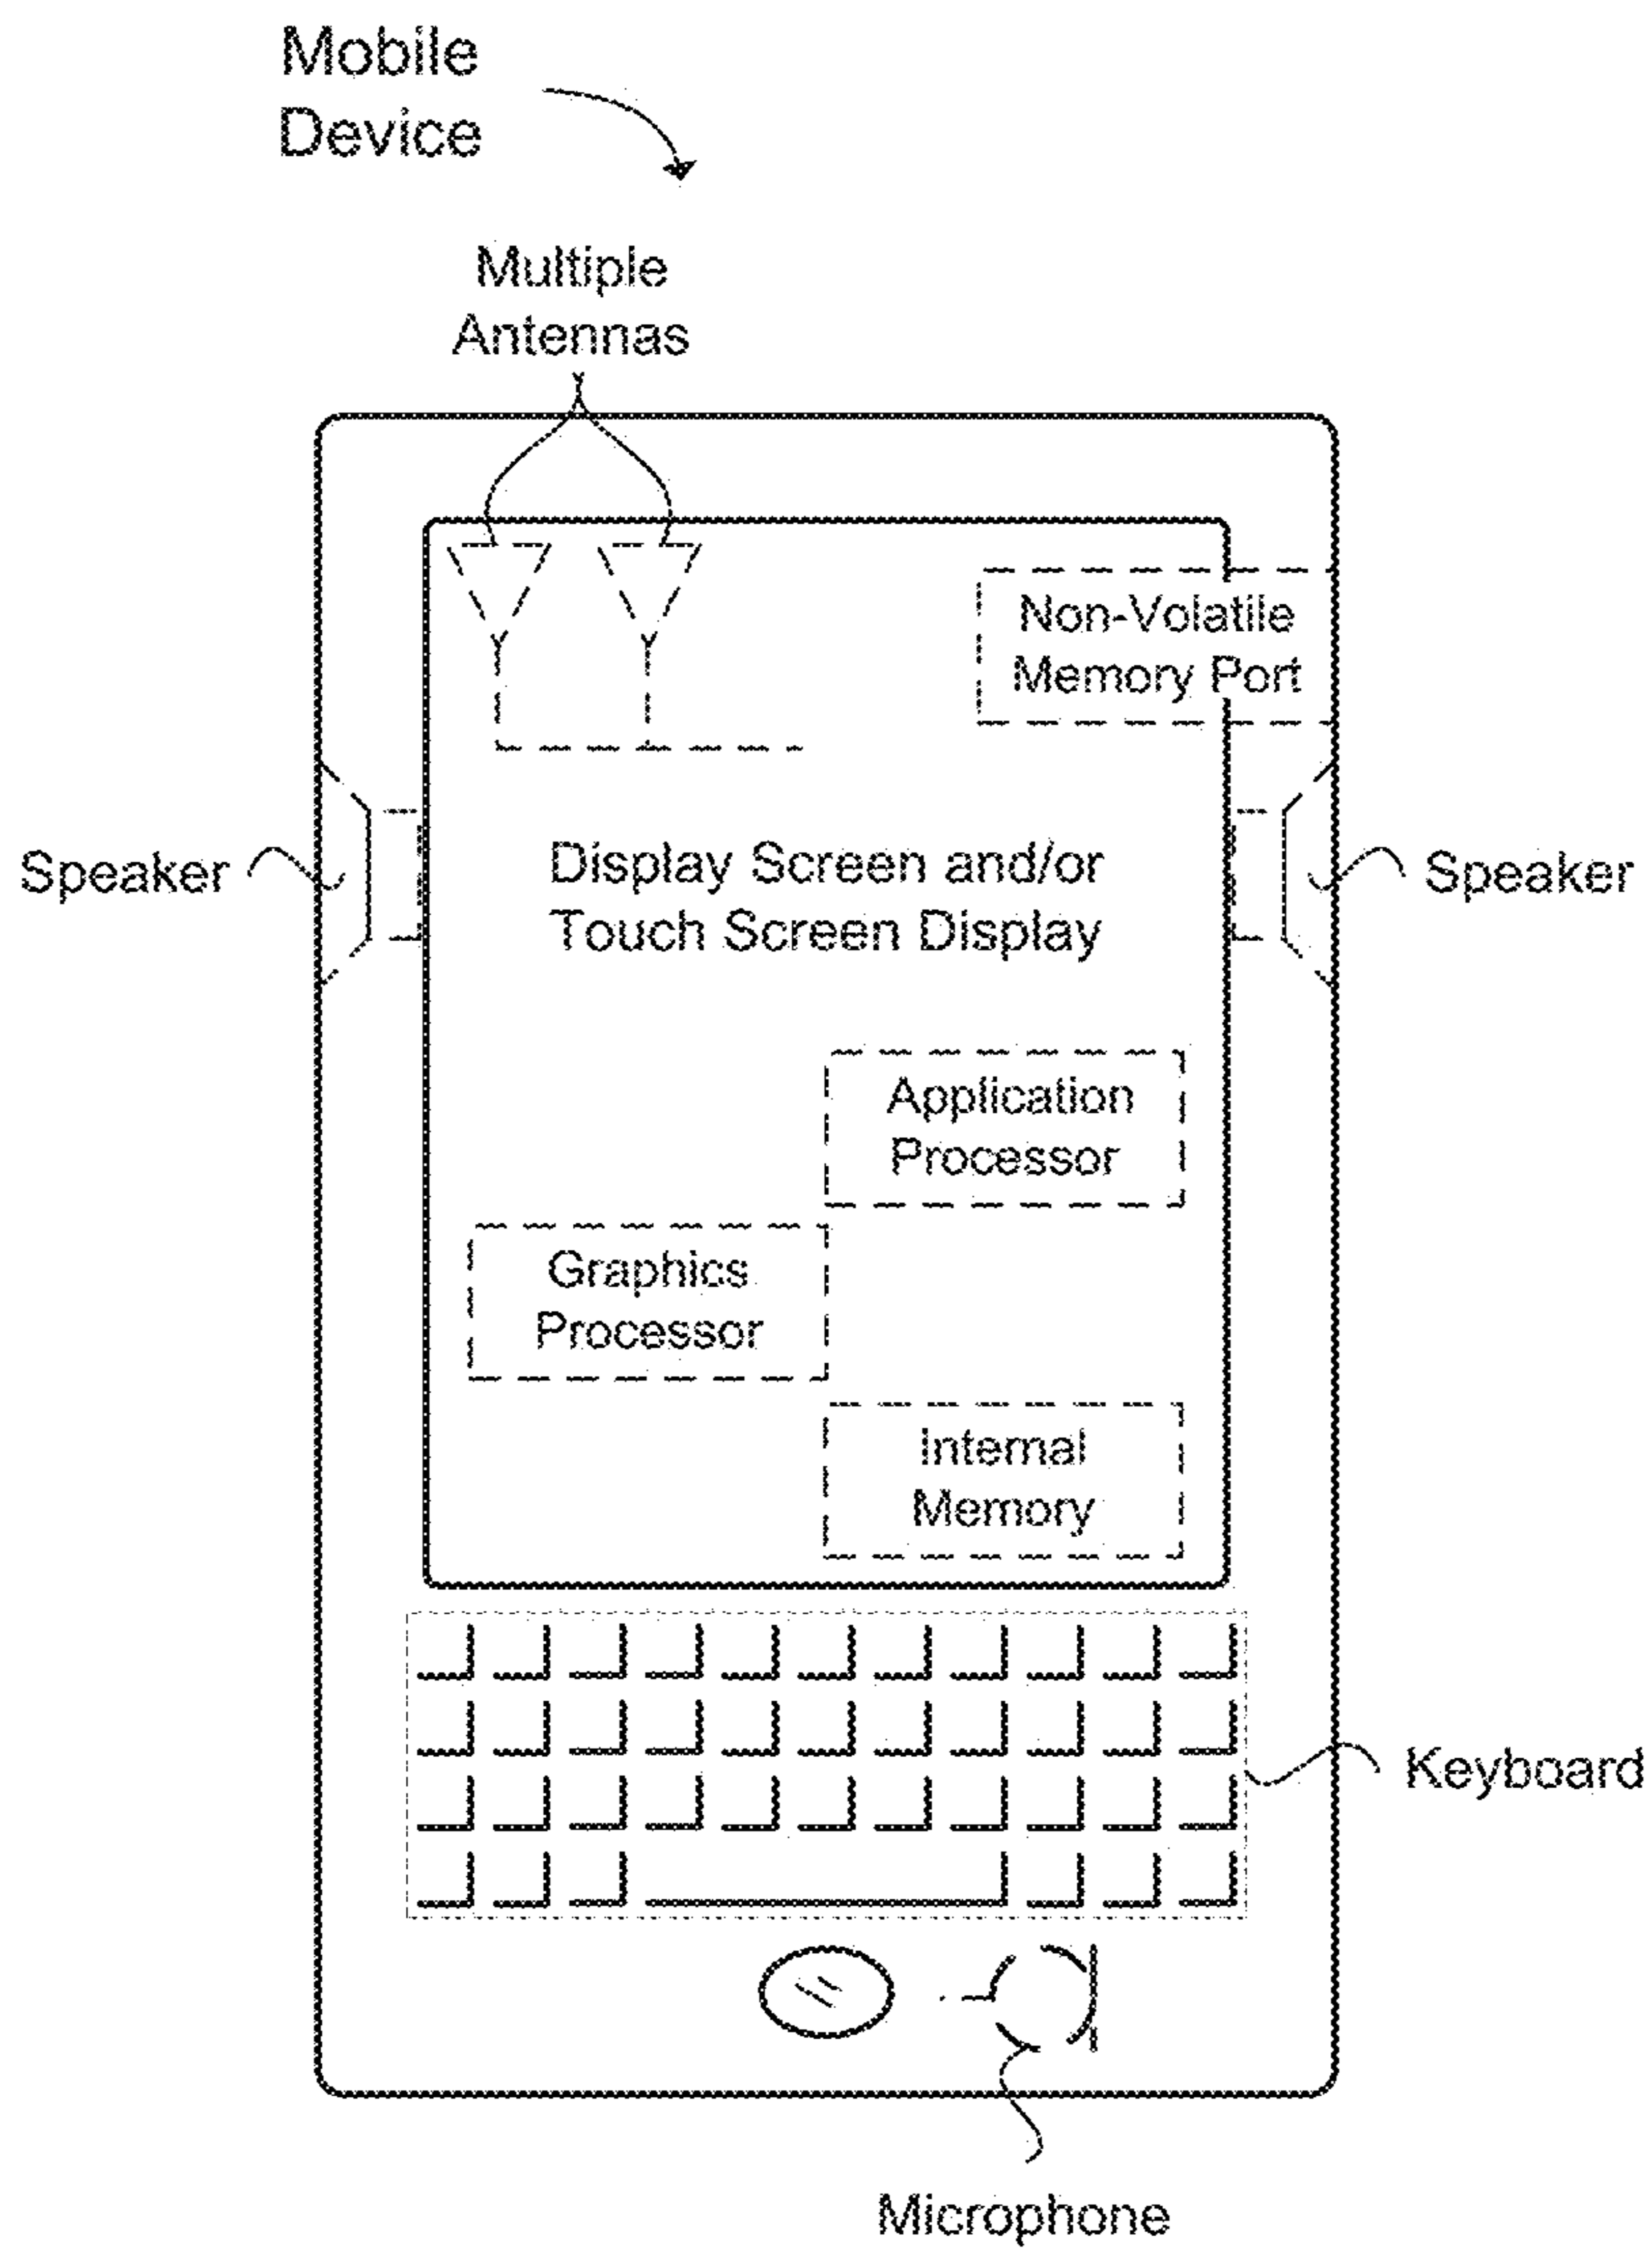 Mobile
Device
Multiple
Antennas
Non-Volatile
Memory Port
Speaker
Display Screen and/or
Touch Screen Display
Speaker
Application
Processor
Graphics
Processor
Internal
Memory
Keyboard
Microphone